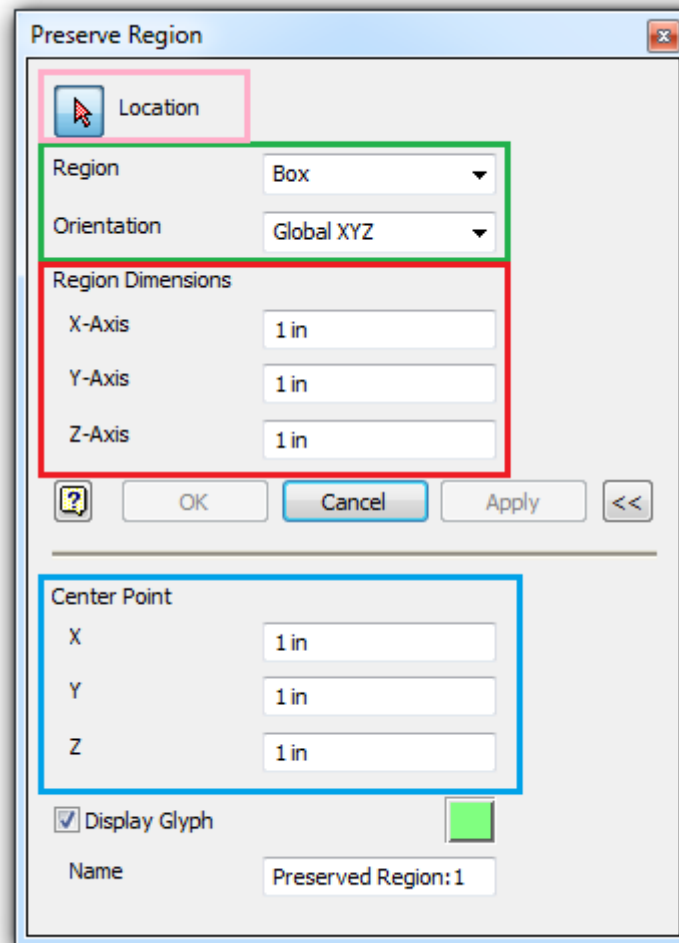 Preserve Region
Location
Region Box
Orientation Global XYZ
Region Dimensions
X-Axis 1 in
Y-Axis 1 in
Z-Axis 1 in
? OK Cancel Apply <<
Center Point
X 1 in
Y 1 in
Z 1 in
Display Glyph
Name Preserved Region:1